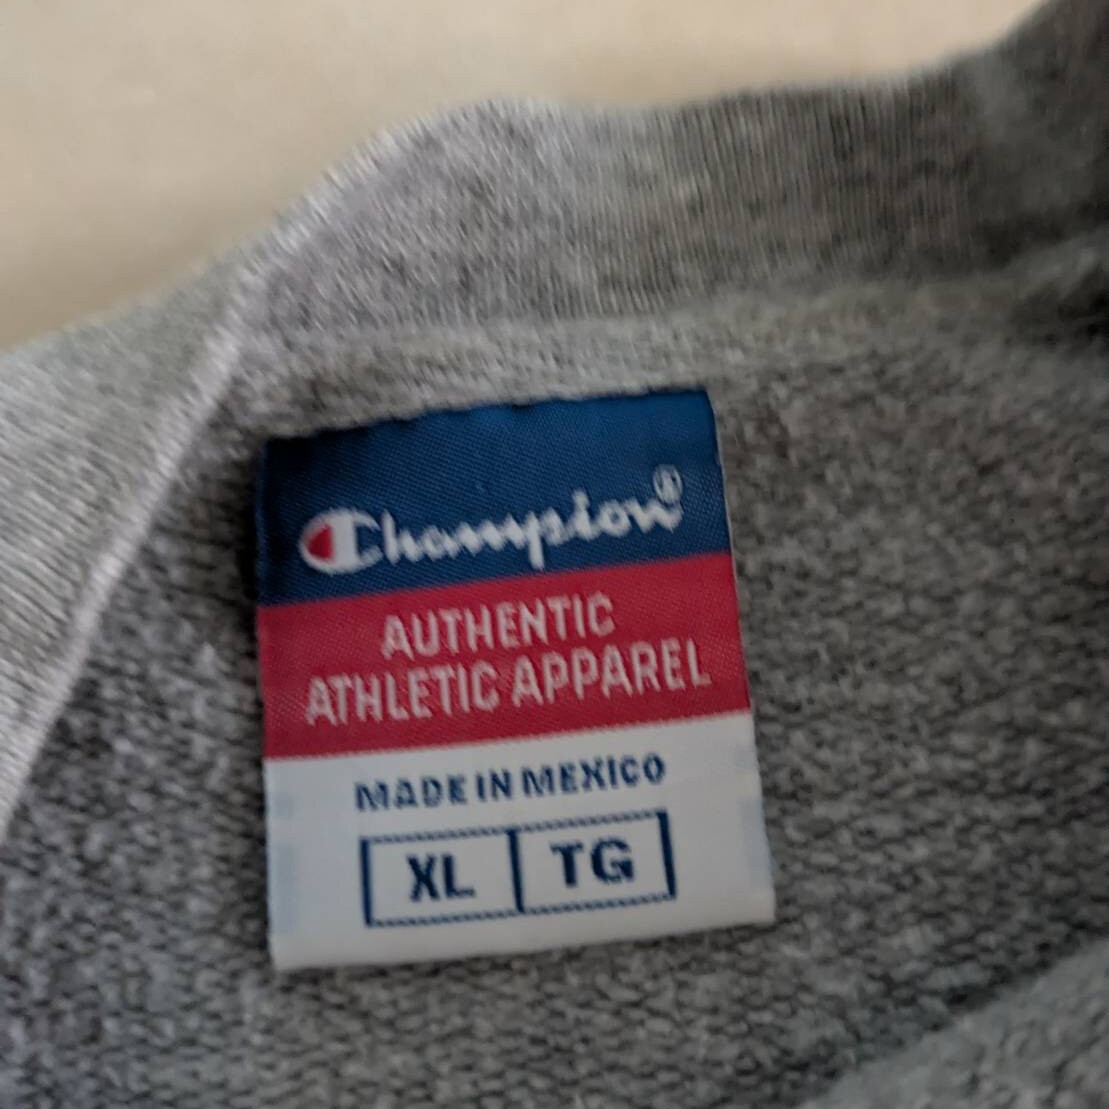 Champion®
AUTHENTIC
ATHLETIC APPAREL
MADE IN MEXICO
XL TG